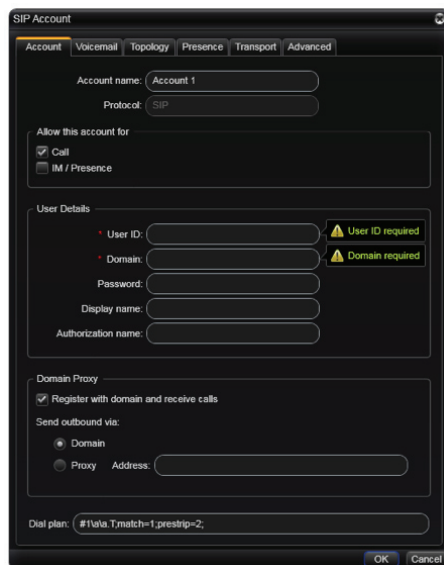 SIP Account
Account Voicemail Topology Presence Transport Advanced
Account name: Account 1
Protocol: SIP
Allow this account for
Call
IM / Presence
User Details
* User ID: User ID required
* Domain: Domain required
Password:
Display name:
Authorization name:
Domain Proxy
Register with domain and receive calls
Send outbound via:
Domain
Proxy Address:
Dial plan: #1\a\a.T;match=1;prestrip=2;
OK Cancel